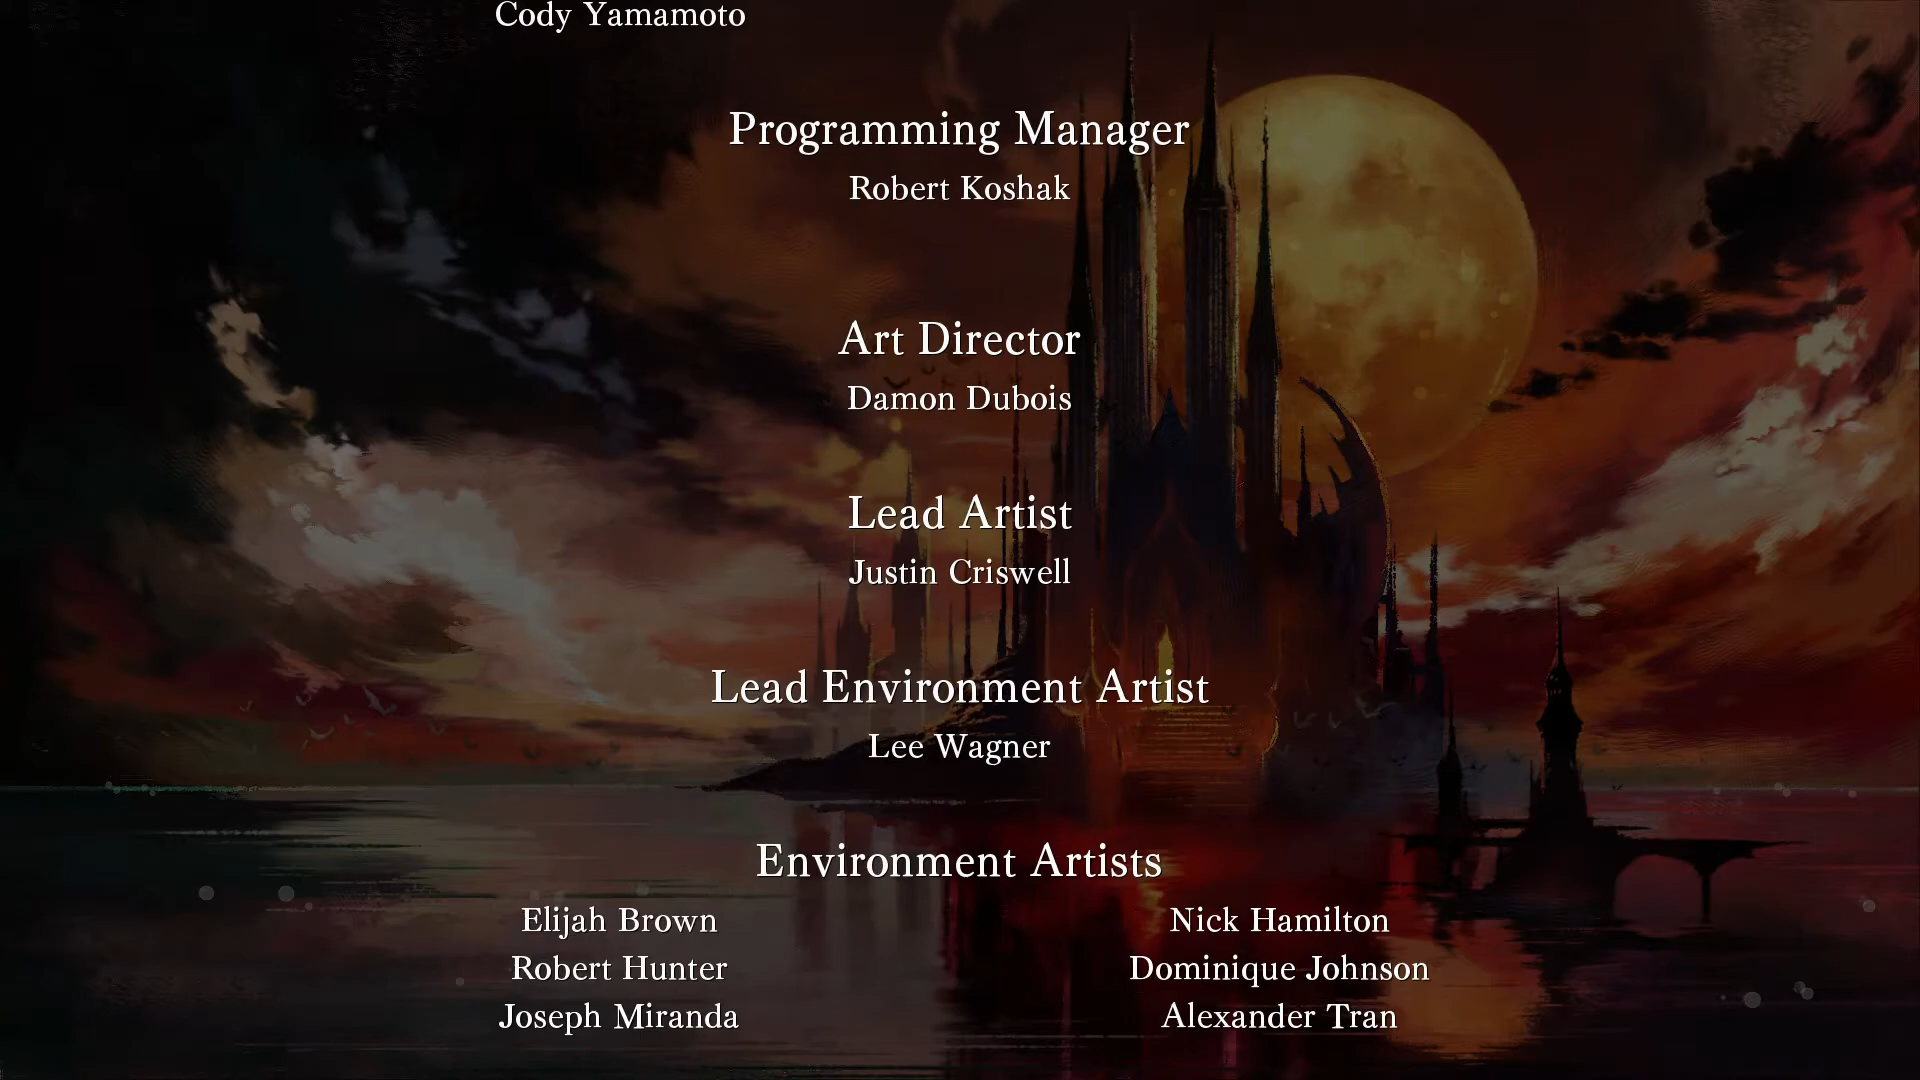 Cody Yamamoto
Programming Manager
Robert Koshak
Art Director
Damon Dubois
Lead Artist
Justin Criswell
Lead Environment Artist
Lee Wagner
Environment Artists
Elijah Brown
Nick Hamilton
Robert Hunter
Dominique Johnson
Joseph Miranda
Alexander Tran